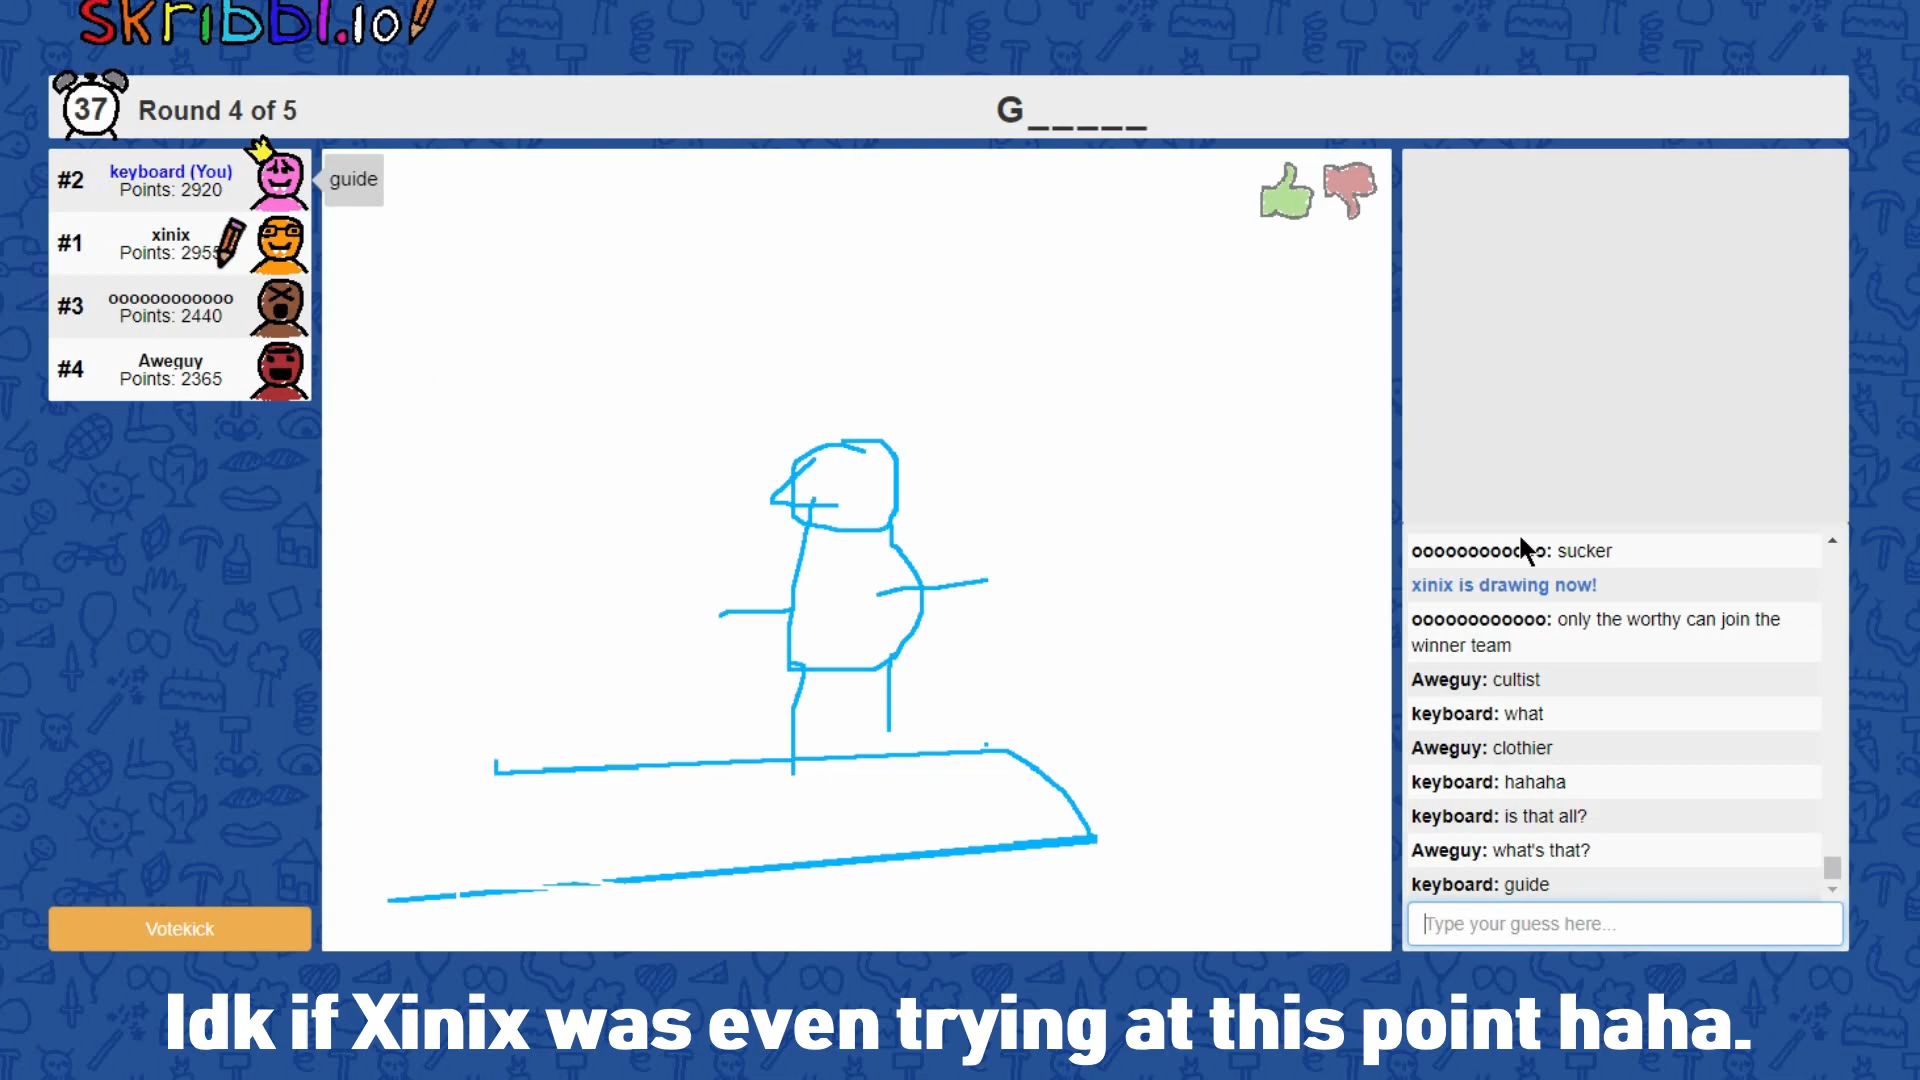 skribbl.io
37
Round 4 of 5
G_____
#2
keyboard (You)
Points: 2920
guide
#1
xinix
Points: 2955
#3
oooooooooooo
Points: 2440
#4
Aweguy
Points: 2365
Votekick
oooooooooooo: sucker
xinix is drawing now!
oooooooooooo: only the worthy can join the
winner team
Aweguy: cultist
keyboard: what
Aweguy: clothier
keyboard: hahaha
keyboard: is that all?
Aweguy: what's that?
keyboard: guide
Type your guess here...
Idk if Xinix was even trying at this point haha.